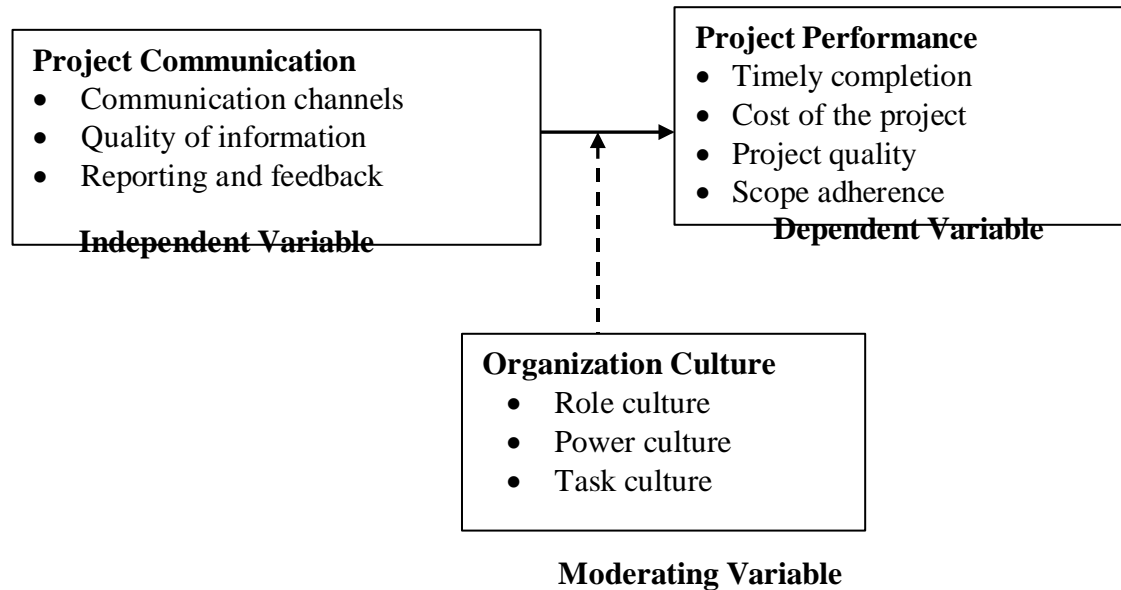 Project Communication
• Communication channels
• Quality of information
• Reporting and feedback
Independent Variable
Project Performance
• Timely completion
• Cost of the project
• Project quality
• Scope adherence
Dependent Variable
Organization Culture
• Role culture
• Power culture
• Task culture
Moderating Variable